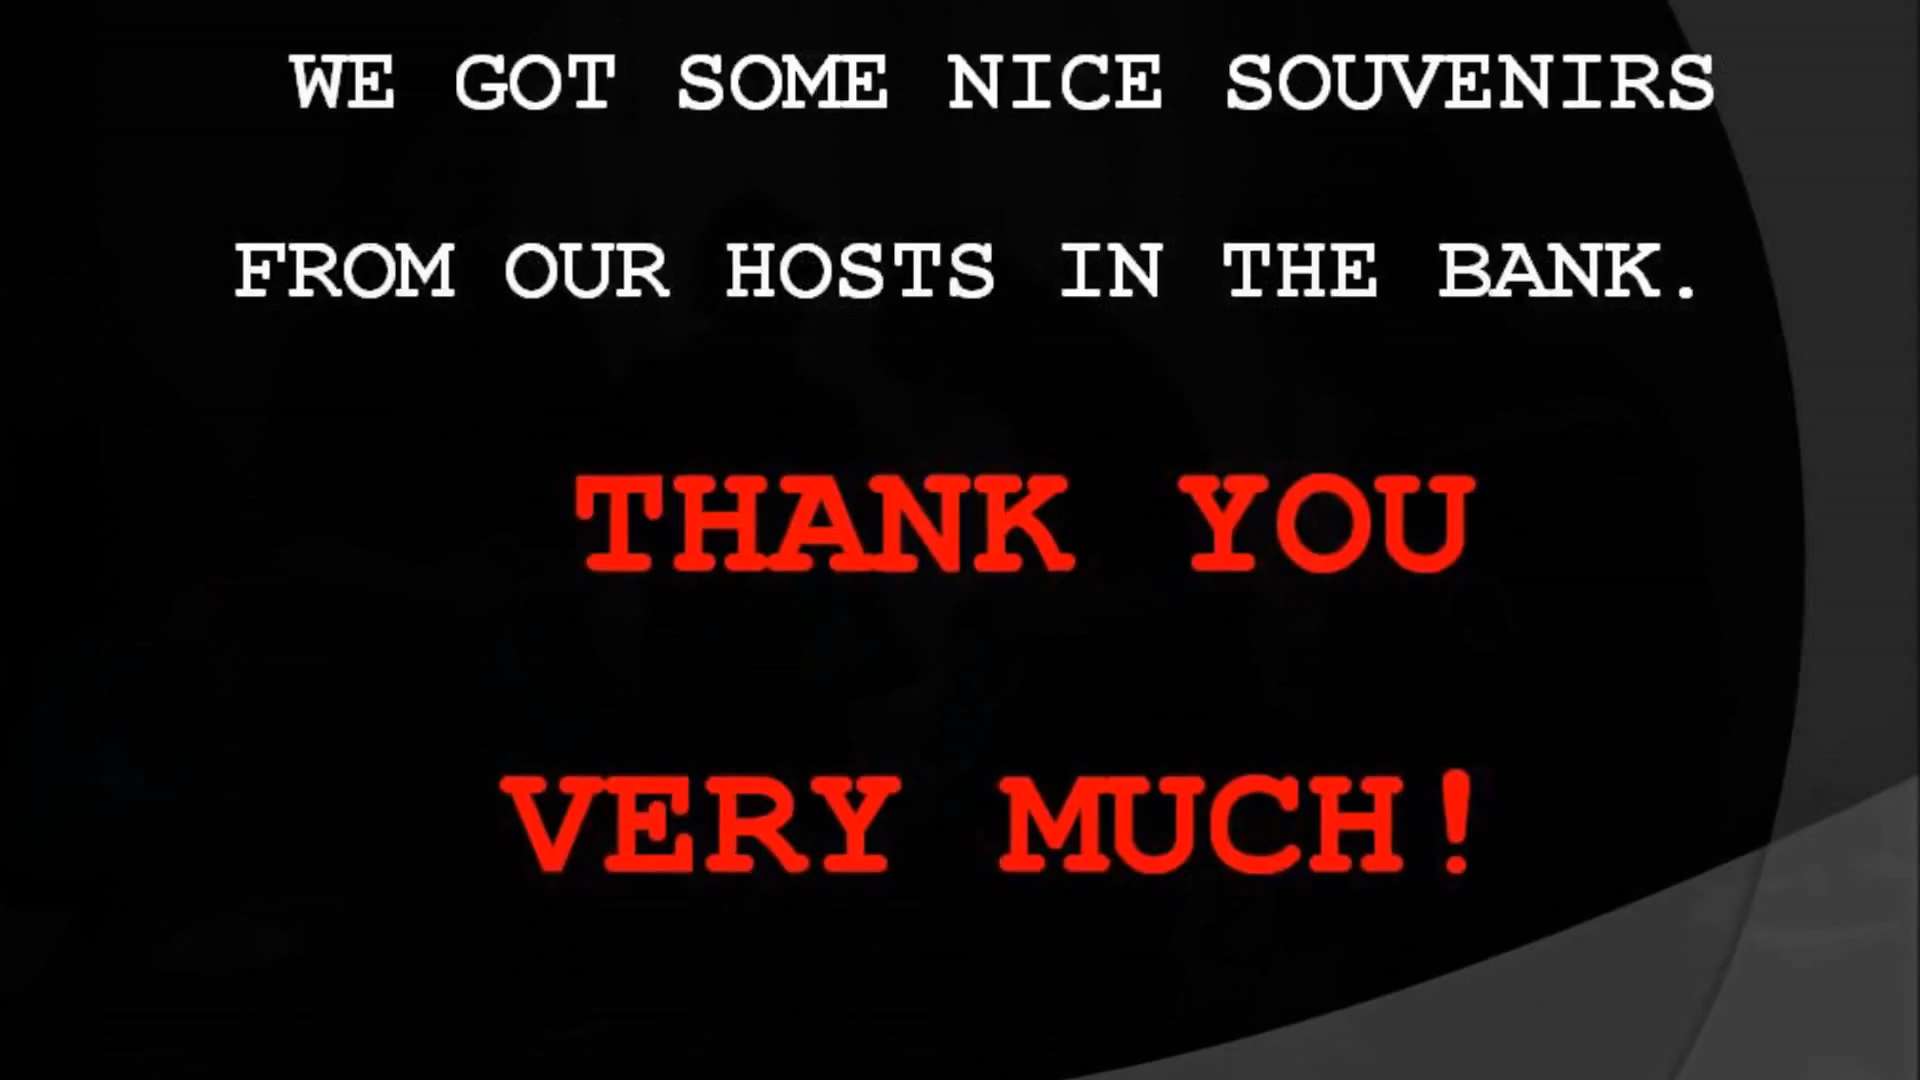 WE GOT SOME NICE SOUVENIRS
FROM OUR HOSTS IN THE BANK.
THANK YOU
VERY MUCH!